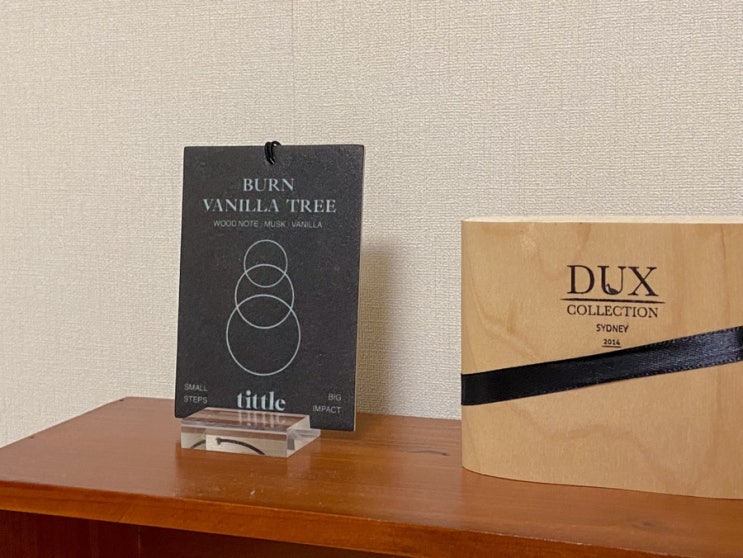 BURN
VANILLA TREE
WOOD NOTE · MUSK · VANILLA
SMALL
STEPS
tittle
BIG
IMPACT
DUX
COLLECTION
SYDNEY
2014